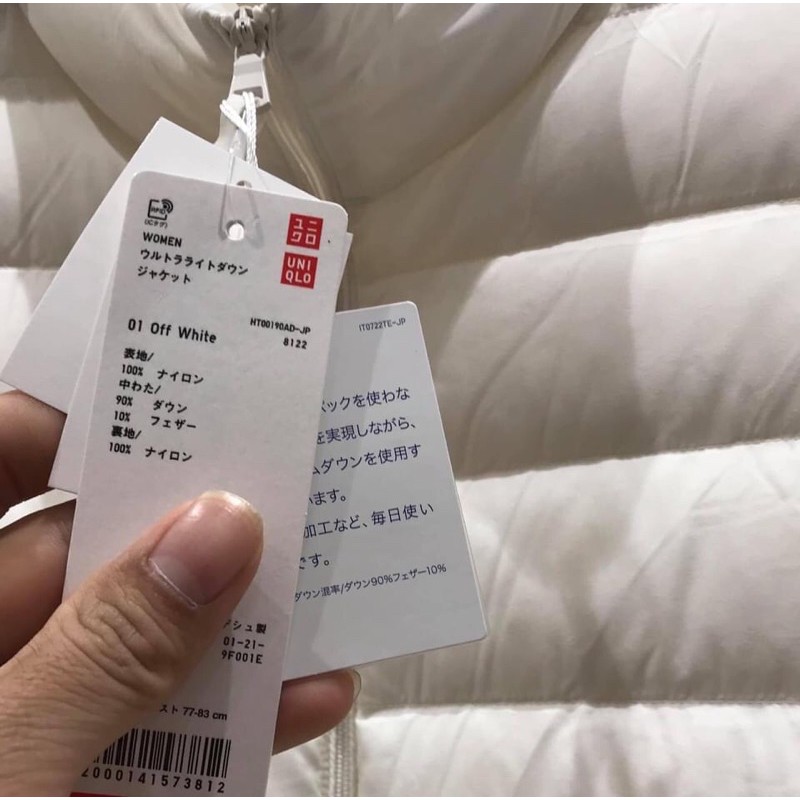 RFID
(ICタグ)
ユニ
クロ
UNI
QLO
WOMEN
ウルトラライトダウン
ジャケット
01 Off White
HT00190AD-JP
8122
表地/
100% ナイロン
中わた/
90% ダウン
10% フェザー
裏地/
100% ナイロン
シュ製
01-21-
9F001E
スト 77-83 cm
2000141573812
IT0722TE-JP
ックを使わな
を実現しながら、
ムダウンを使用す
います。
加工など、毎日使い
です。
ダウン混率/ダウン90%フェザー10%